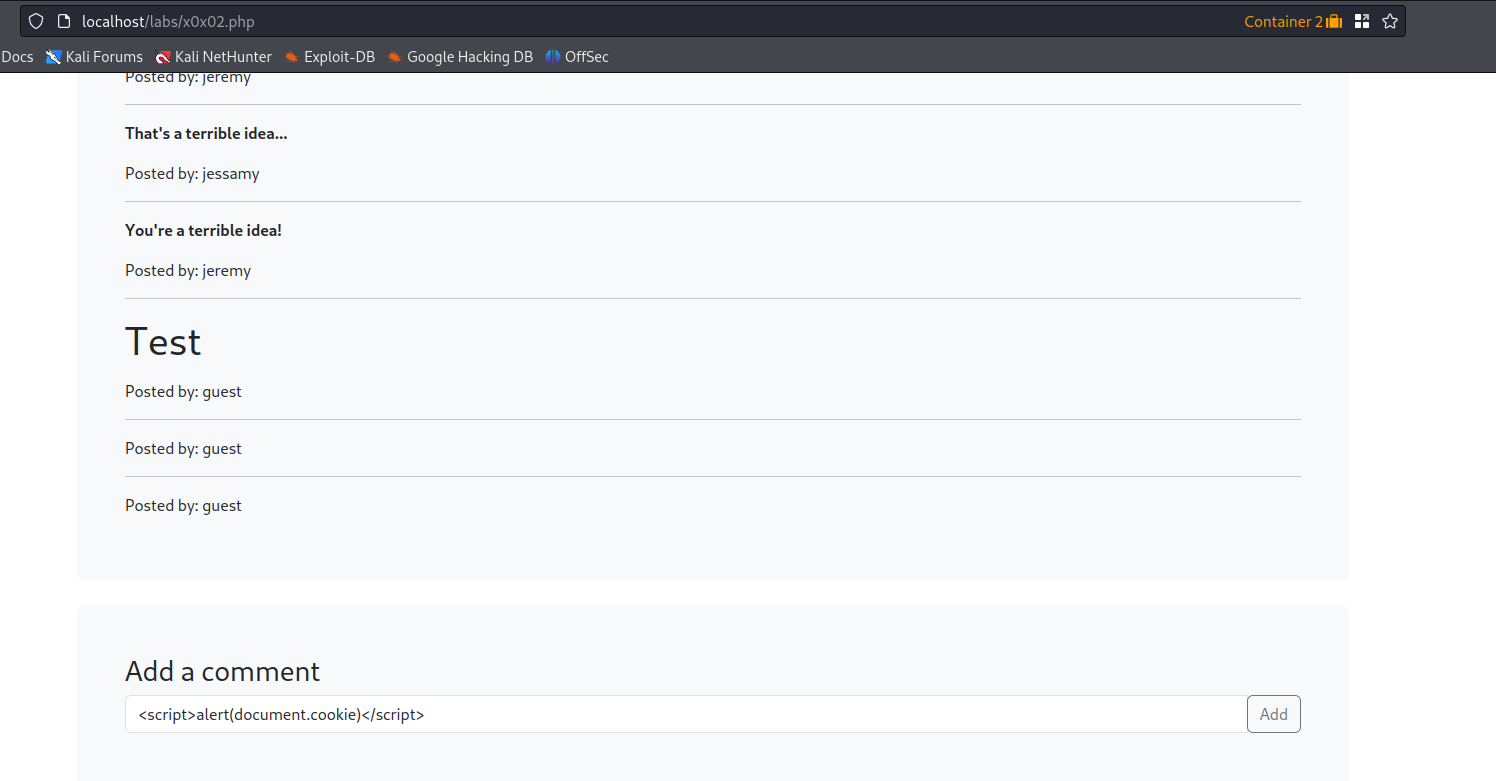 localhost/labs/x0x02.php Container 2
Docs Kali Forums Kali NetHunter Exploit-DB Google Hacking DB OffSec
Posted by: jeremy
That's a terrible idea...
Posted by: jessamy
You're a terrible idea!
Posted by: jeremy
Test
Posted by: guest
Posted by: guest
Posted by: guest
Add a comment
<script>alert(document.cookie)</script> Add